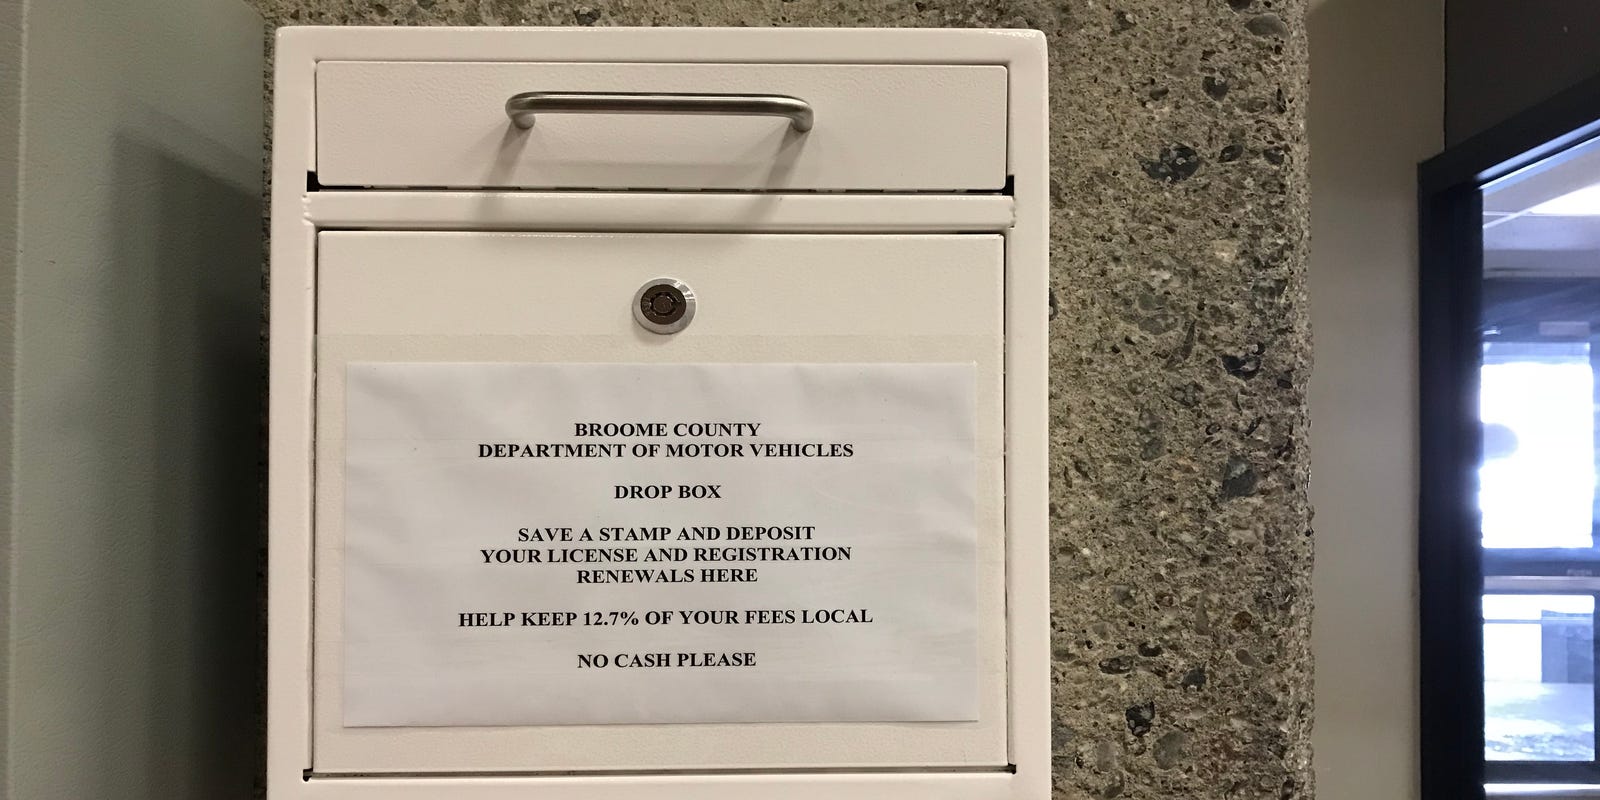 BROOME COUNTY
DEPARTMENT OF MOTOR VEHICLES
DROP BOX
SAVE A STAMP AND DEPOSIT
YOUR LICENSE AND REGISTRATION
RENEWALS HERE
HELP KEEP 12.7% OF YOUR FEES LOCAL
NO CASH PLEASE
PUSH